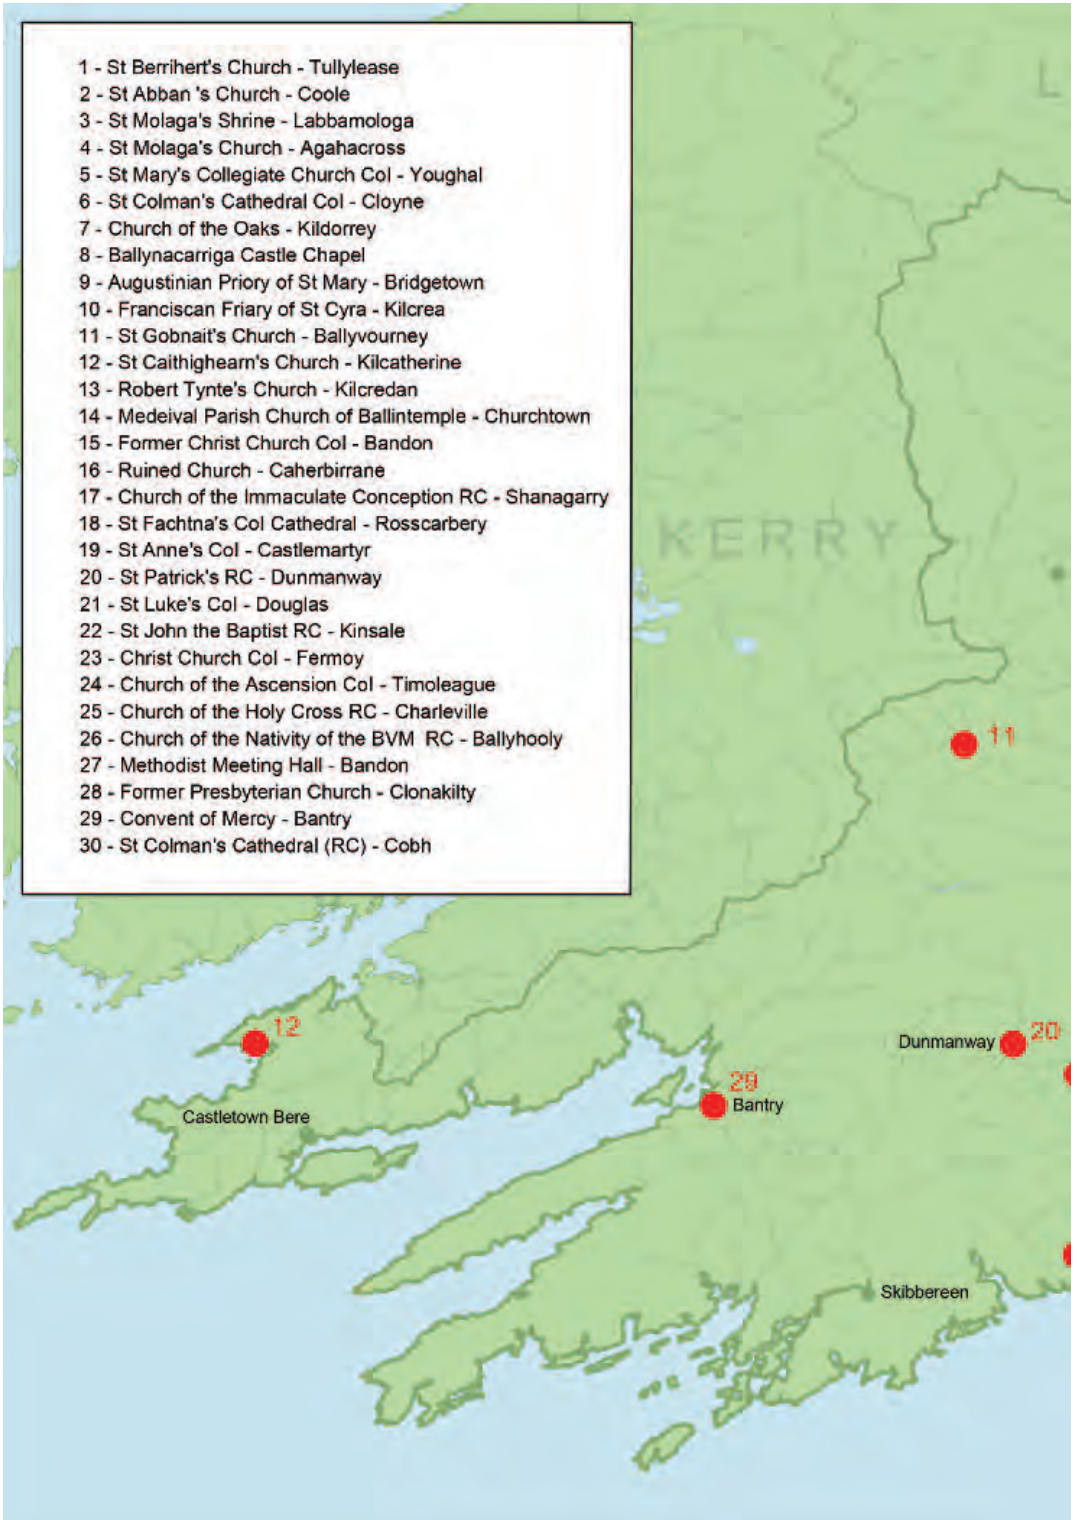 1 - St Berrihert's Church - Tullylease
2 - St Abban 's Church - Coole
3 - St Molaga's Shrine - Labbamologa
4 - St Molaga's Church - Agahacross
5 - St Mary's Collegiate Church CoI - Youghal
6 - St Colman's Cathedral CoI - Cloyne
7 - Church of the Oaks - Kildorrey
8 - Ballynacarriga Castle Chapel
9 - Augustinian Priory of St Mary - Bridgetown
10 - Franciscan Friary of St Cyra - Kilcrea
11 - St Gobnait's Church - Ballyvourney
12 - St Caithighearn's Church - Kilcatherine
13 - Robert Tynte's Church - Kilcredan
14 - Medeival Parish Church of Ballintemple - Churchtown
15 - Former Christ Church CoI - Bandon
16 - Ruined Church - Caherbirrane
17 - Church of the Immaculate Conception RC - Shanagarry
18 - St Fachtna's CoI Cathedral - Rosscarbery
19 - St Anne's CoI - Castlemartyr
20 - St Patrick's RC - Dunmanway
21 - St Luke's CoI - Douglas
22 - St John the Baptist RC - Kinsale
23 - Christ Church CoI - Fermoy
24 - Church of the Ascension CoI - Timoleague
25 - Church of the Holy Cross RC - Charleville
26 - Church of the Nativity of the BVM RC - Ballyhooly
27 - Methodist Meeting Hall - Bandon
28 - Former Presbyterian Church - Clonakilty
29 - Convent of Mercy - Bantry
30 - St Colman's Cathedral (RC) - Cobh
L
KERRY
11
12
Dunmanway
20
29
Bantry
Castletown Bere
Skibbereen